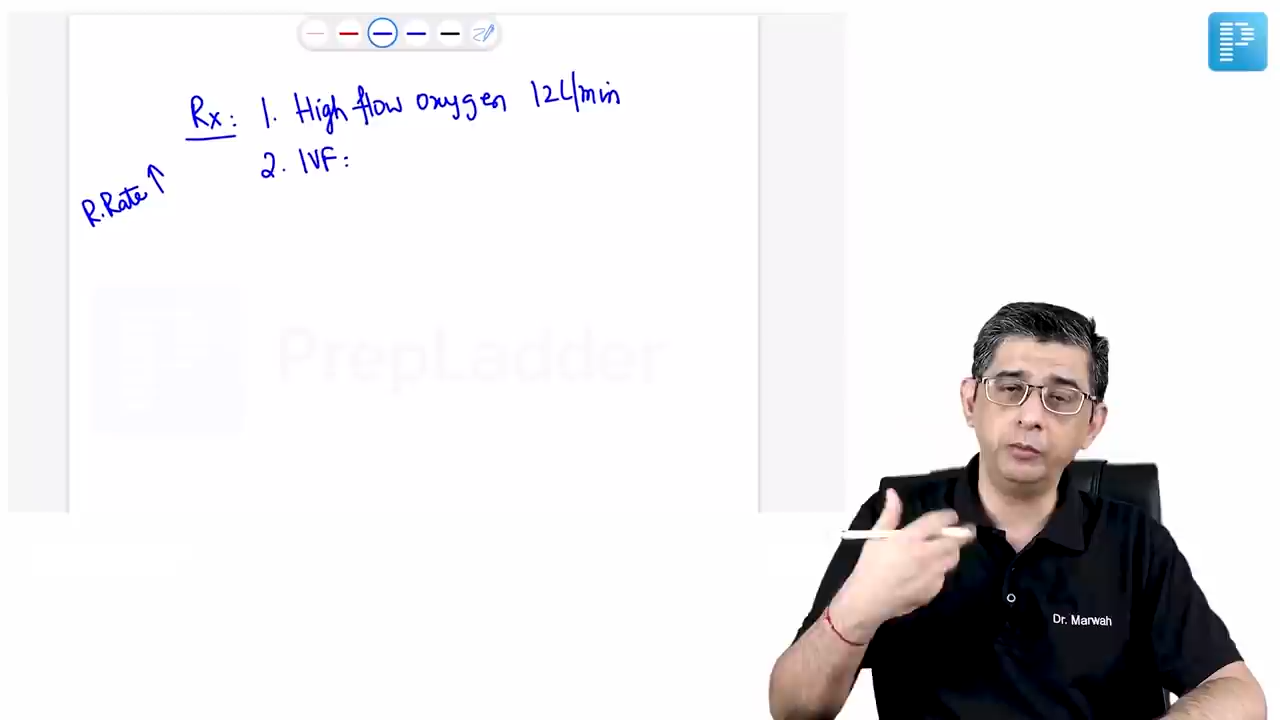 Rx: 1. High flow oxygen 12L/min
2. IVF:
R.Rate ↑
PrepLadder
Dr. Marwah